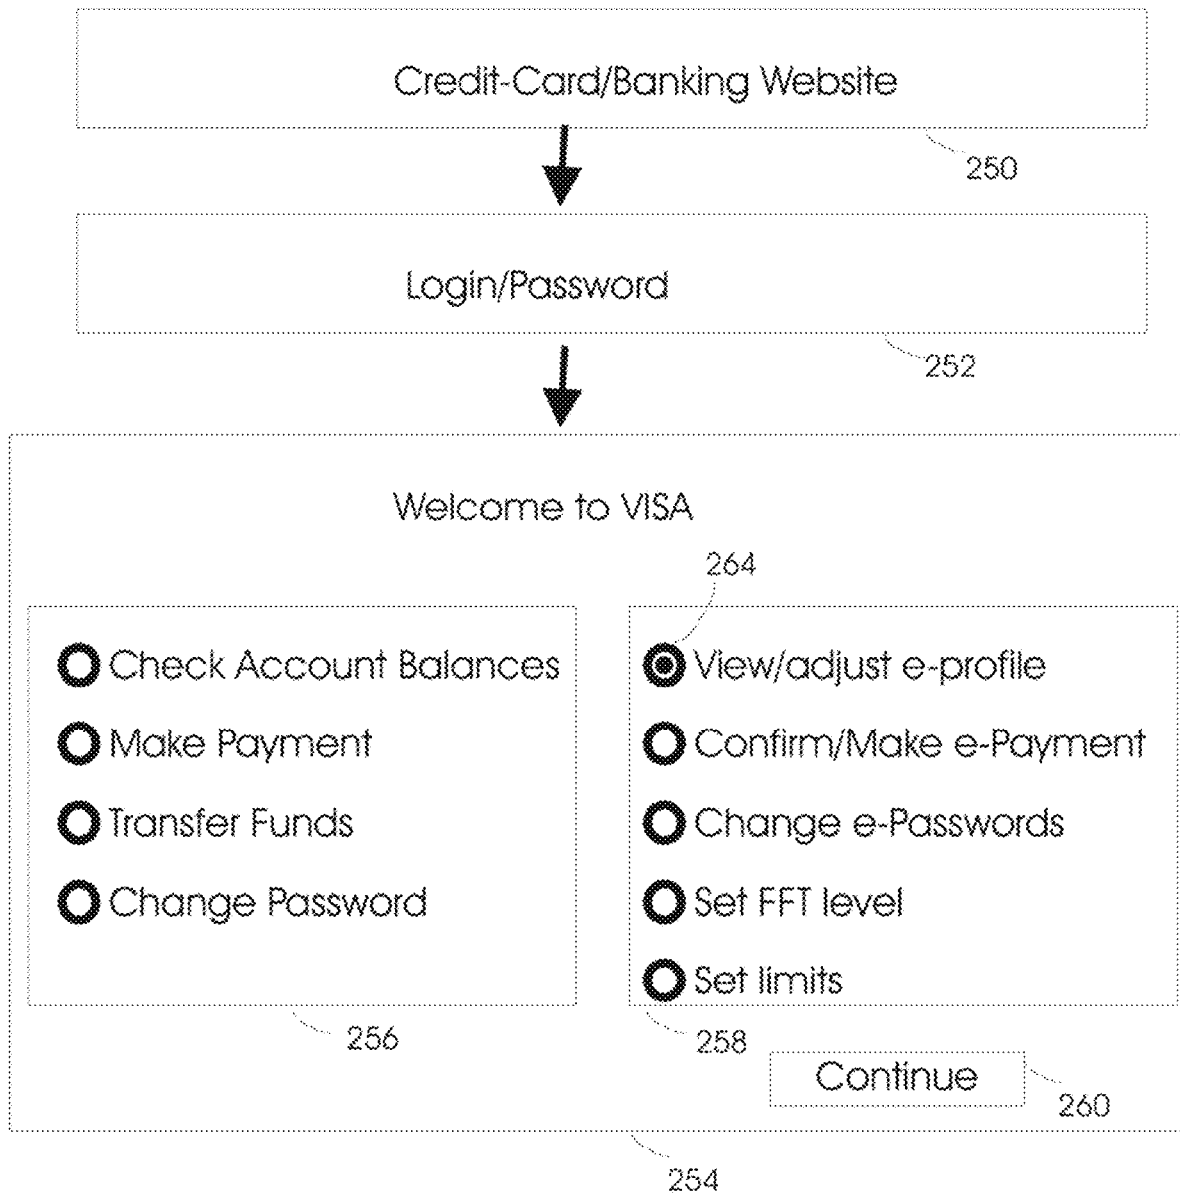 Credit-Card/Banking Website
250
Login/Password
252
Welcome to VISA
264
Check Account Balances
Make Payment
Transfer Funds
Change Password
256
View/adjust e-profile
Confirm/Make e-Payment
Change e-Passwords
Set FFT level
Set limits
258
Continue
260
254